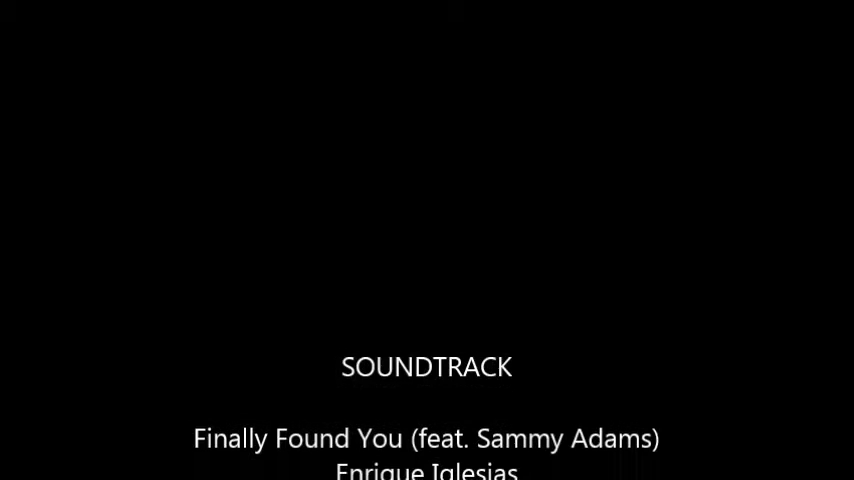 SOUNDTRACK
Finally Found You (feat. Sammy Adams)
Enrique Iglesias